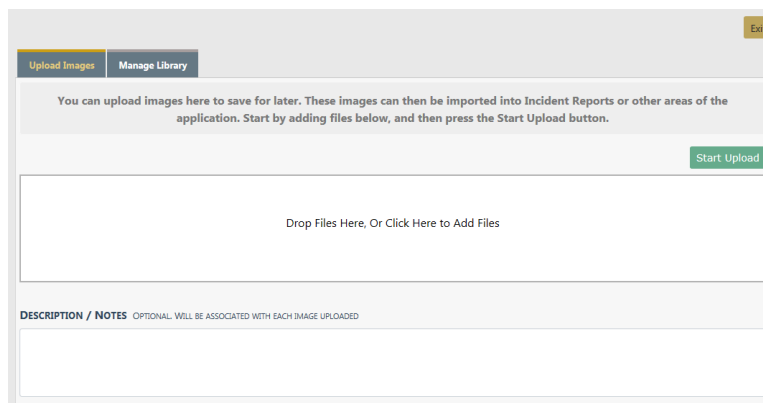 Exi
Upload Images
Manage Library
You can upload images here to save for later. These images can then be imported into Incident Reports or other areas of the
application. Start by adding files below, and then press the Start Upload button.
Start Upload
Drop Files Here, Or Click Here to Add Files
DESCRIPTION / NOTES OPTIONAL. WILL BE ASSOCIATED WITH EACH IMAGE UPLOADED